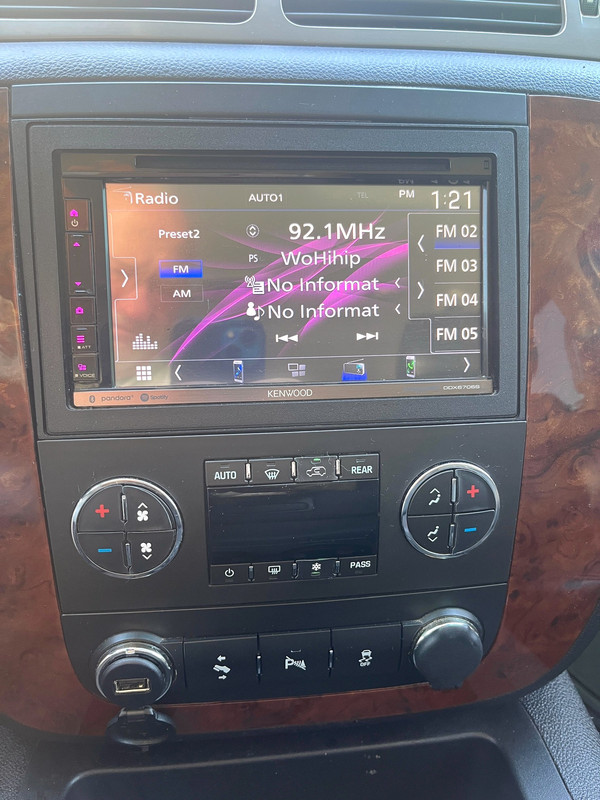 Radio AUTO1 TEL PM 1:21
Preset2 92.1MHz FM 02
PS WoHihip
FM No Informat FM 03
AM No Informat FM 04
FM 05
ATT
VOICE
pandora Spotify KENWOOD DDX6706S
AUTO REAR
PASS
P OFF